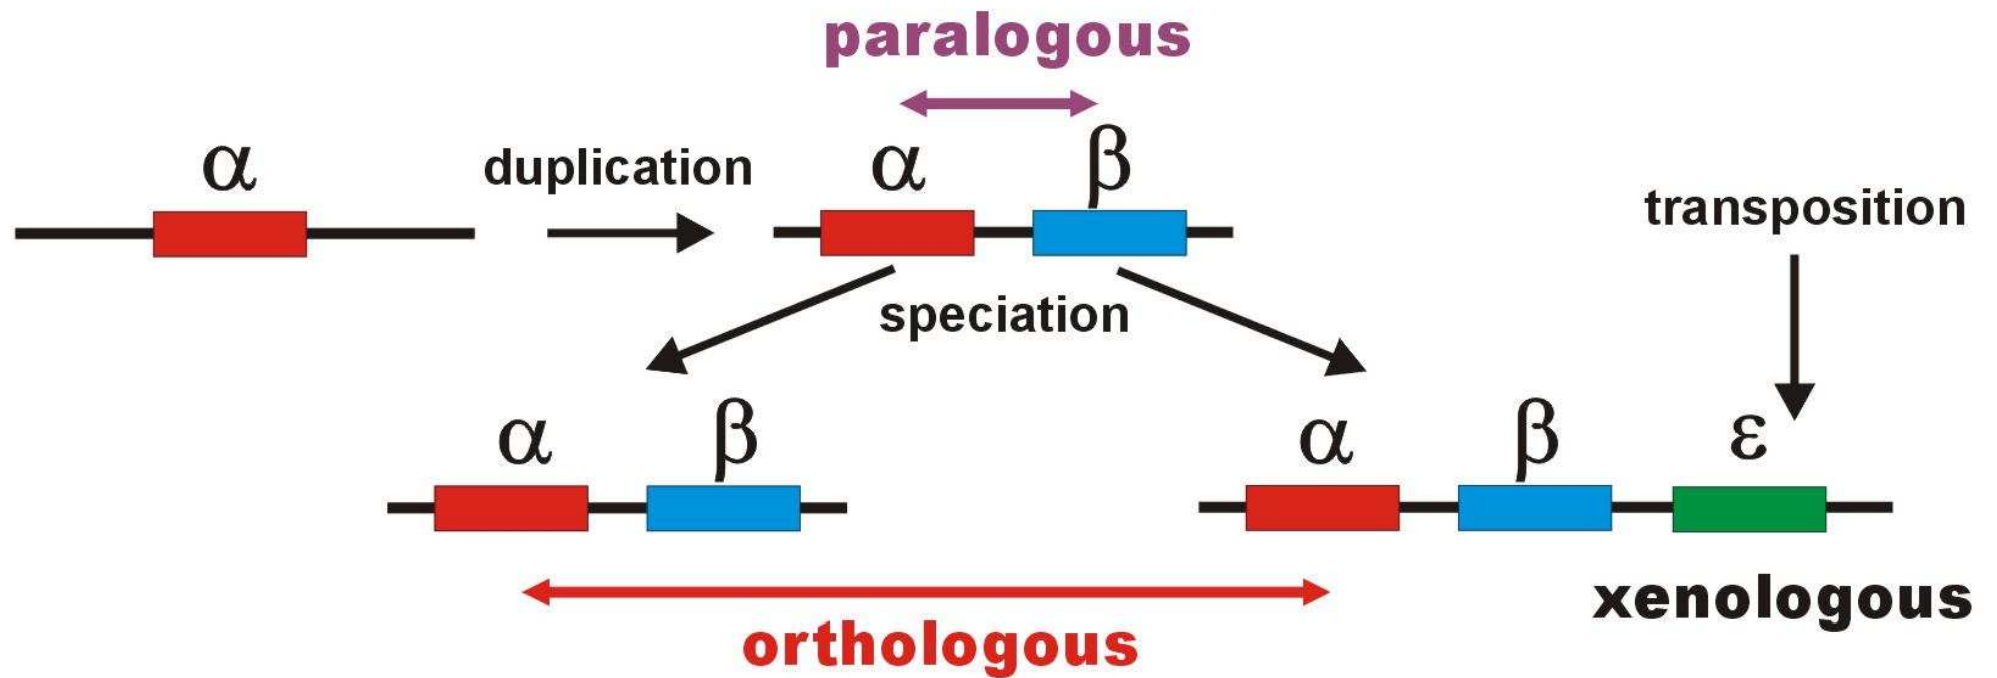 paralogous
α
duplication
α
β
transposition
speciation
α
β
α
β
ε
xenologous
orthologous